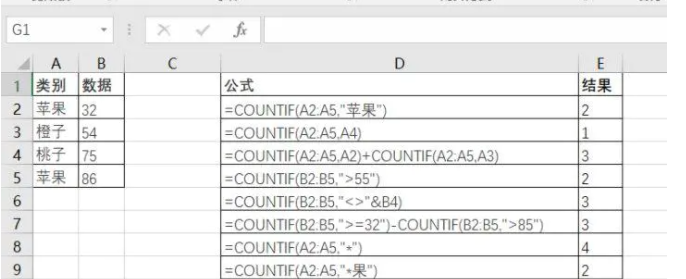 G1 fx
A B C D E
1 类别 数据 公式 结果
2 苹果 32 =COUNTIF(A2:A5,"苹果") 2
3 橙子 54 =COUNTIF(A2:A5,A4) 1
4 桃子 75 =COUNTIF(A2:A5,A2)+COUNTIF(A2:A5,A3) 3
5 苹果 86 =COUNTIF(B2:B5,">55") 2
6 =COUNTIF(B2:B5,"<>"&B4) 3
7 =COUNTIF(B2:B5,">=32")-COUNTIF(B2:B5,">85") 3
8 =COUNTIF(A2:A5,"*") 4
9 =COUNTIF(A2:A5,"*果") 2